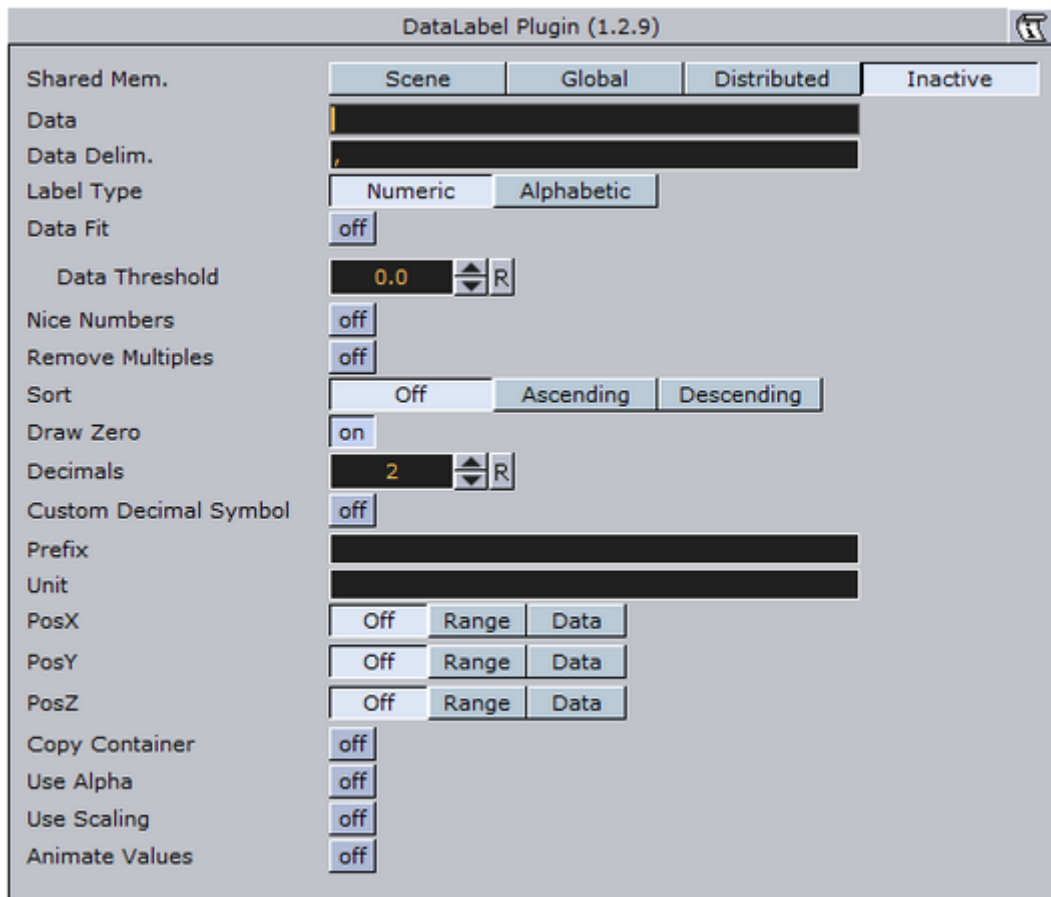 DataLabel Plugin (1.2.9)
Shared Mem. Scene Global Distributed Inactive
Data
Data Delim. ,
Label Type Numeric Alphabetic
Data Fit off
Data Threshold 0.0 R
Nice Numbers off
Remove Multiples off
Sort Off Ascending Descending
Draw Zero on
Decimals 2 R
Custom Decimal Symbol off
Prefix
Unit
PosX Off Range Data
PosY Off Range Data
PosZ Off Range Data
Copy Container off
Use Alpha off
Use Scaling off
Animate Values off